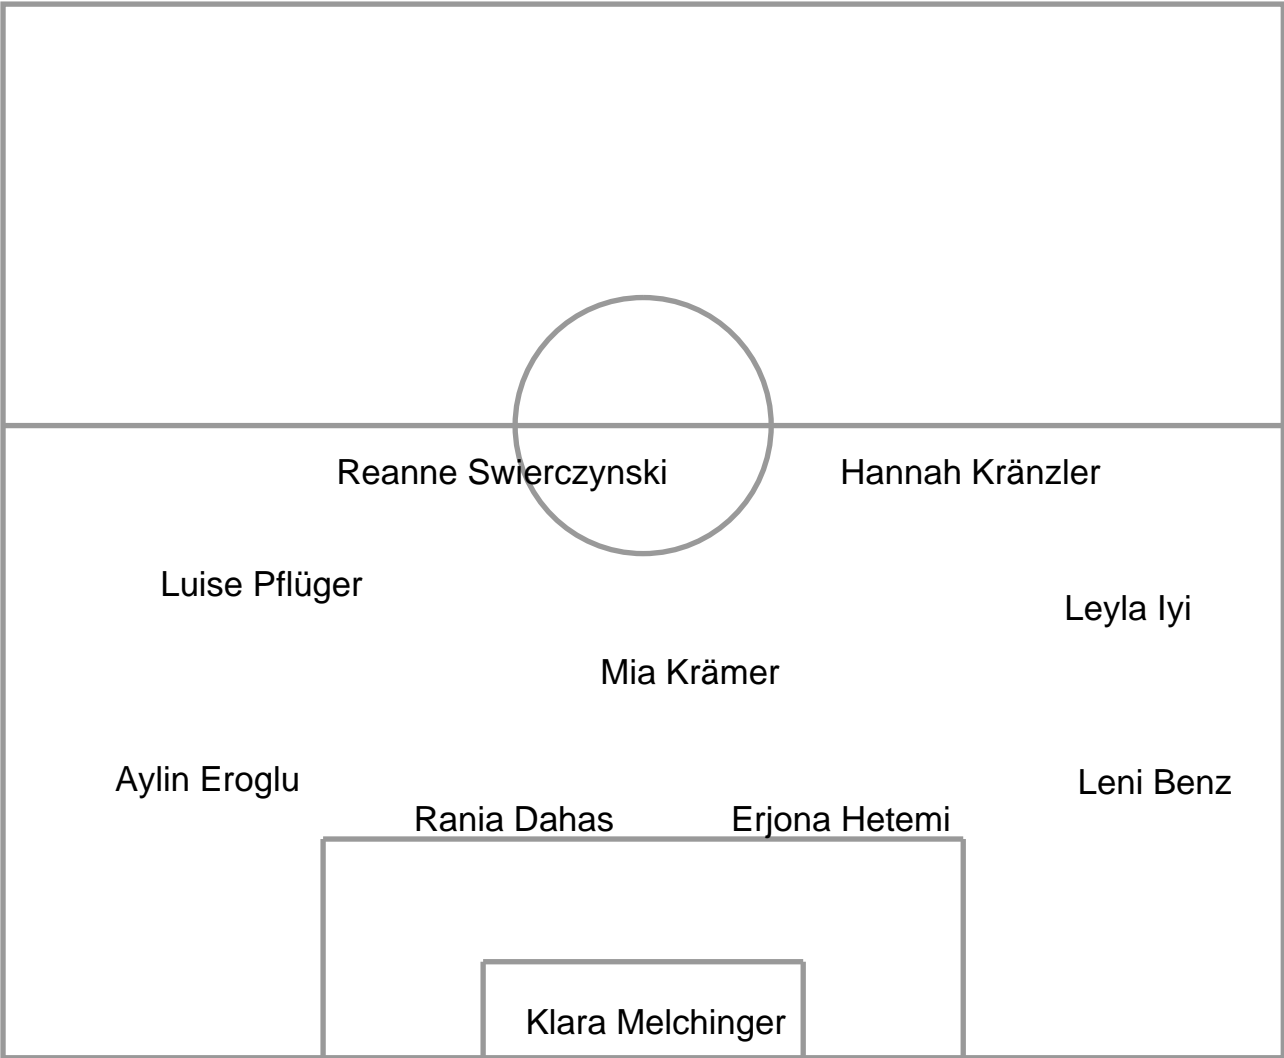 Reanne Swierczynski
Hannah Kränzler
Luise Pflüger
Leyla Iyi
Mia Krämer
Aylin Eroglu
Leni Benz
Rania Dahas
Erjona Hetemi
Klara Melchinger